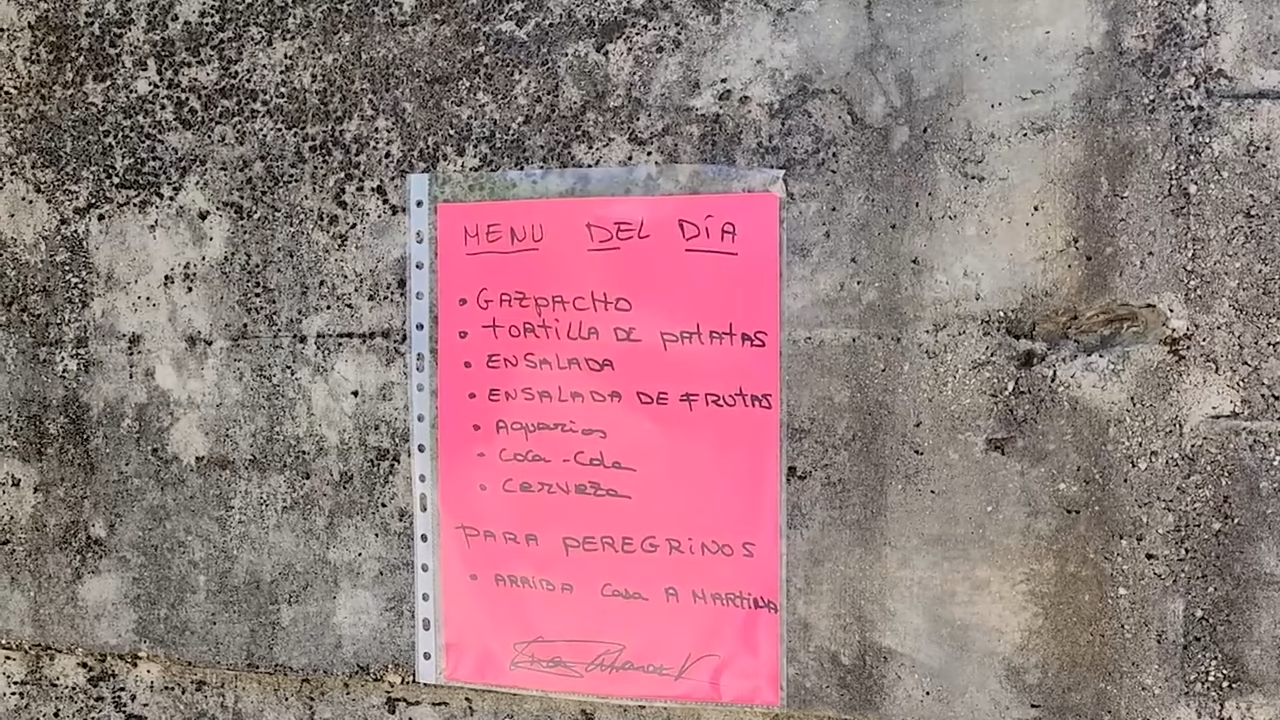 MENU DEL DÍA
• GAZPACHO
• TORTILLA DE PATATAS
• ENSALADA
• ENSALADA DE FRUTAS
• Aquarios
• Coca-Cola
• Cerveza
PARA PEREGRINOS
• ARRIBA Casa A MARTINA